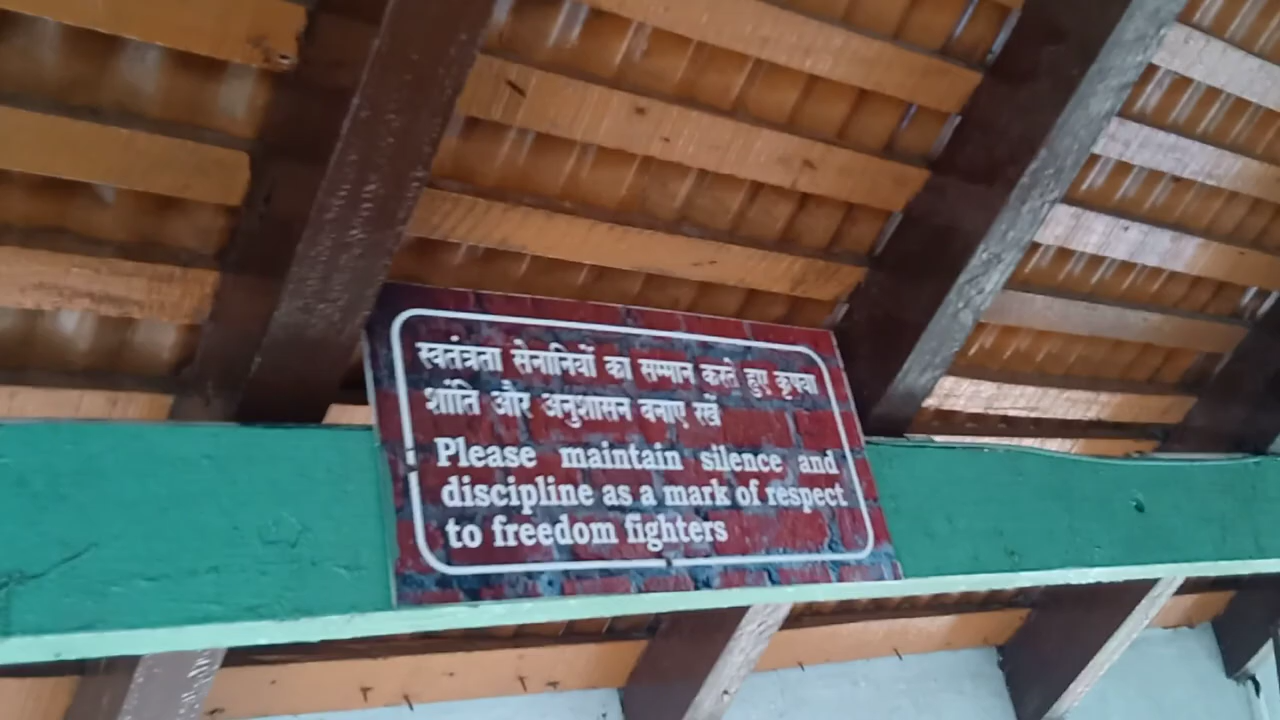 स्वतंत्रता सेनानियों का सम्मान करते हुए कृपया
शांति और अनुशासन बनाए रखें
Please maintain silence and
discipline as a mark of respect
to freedom fighters